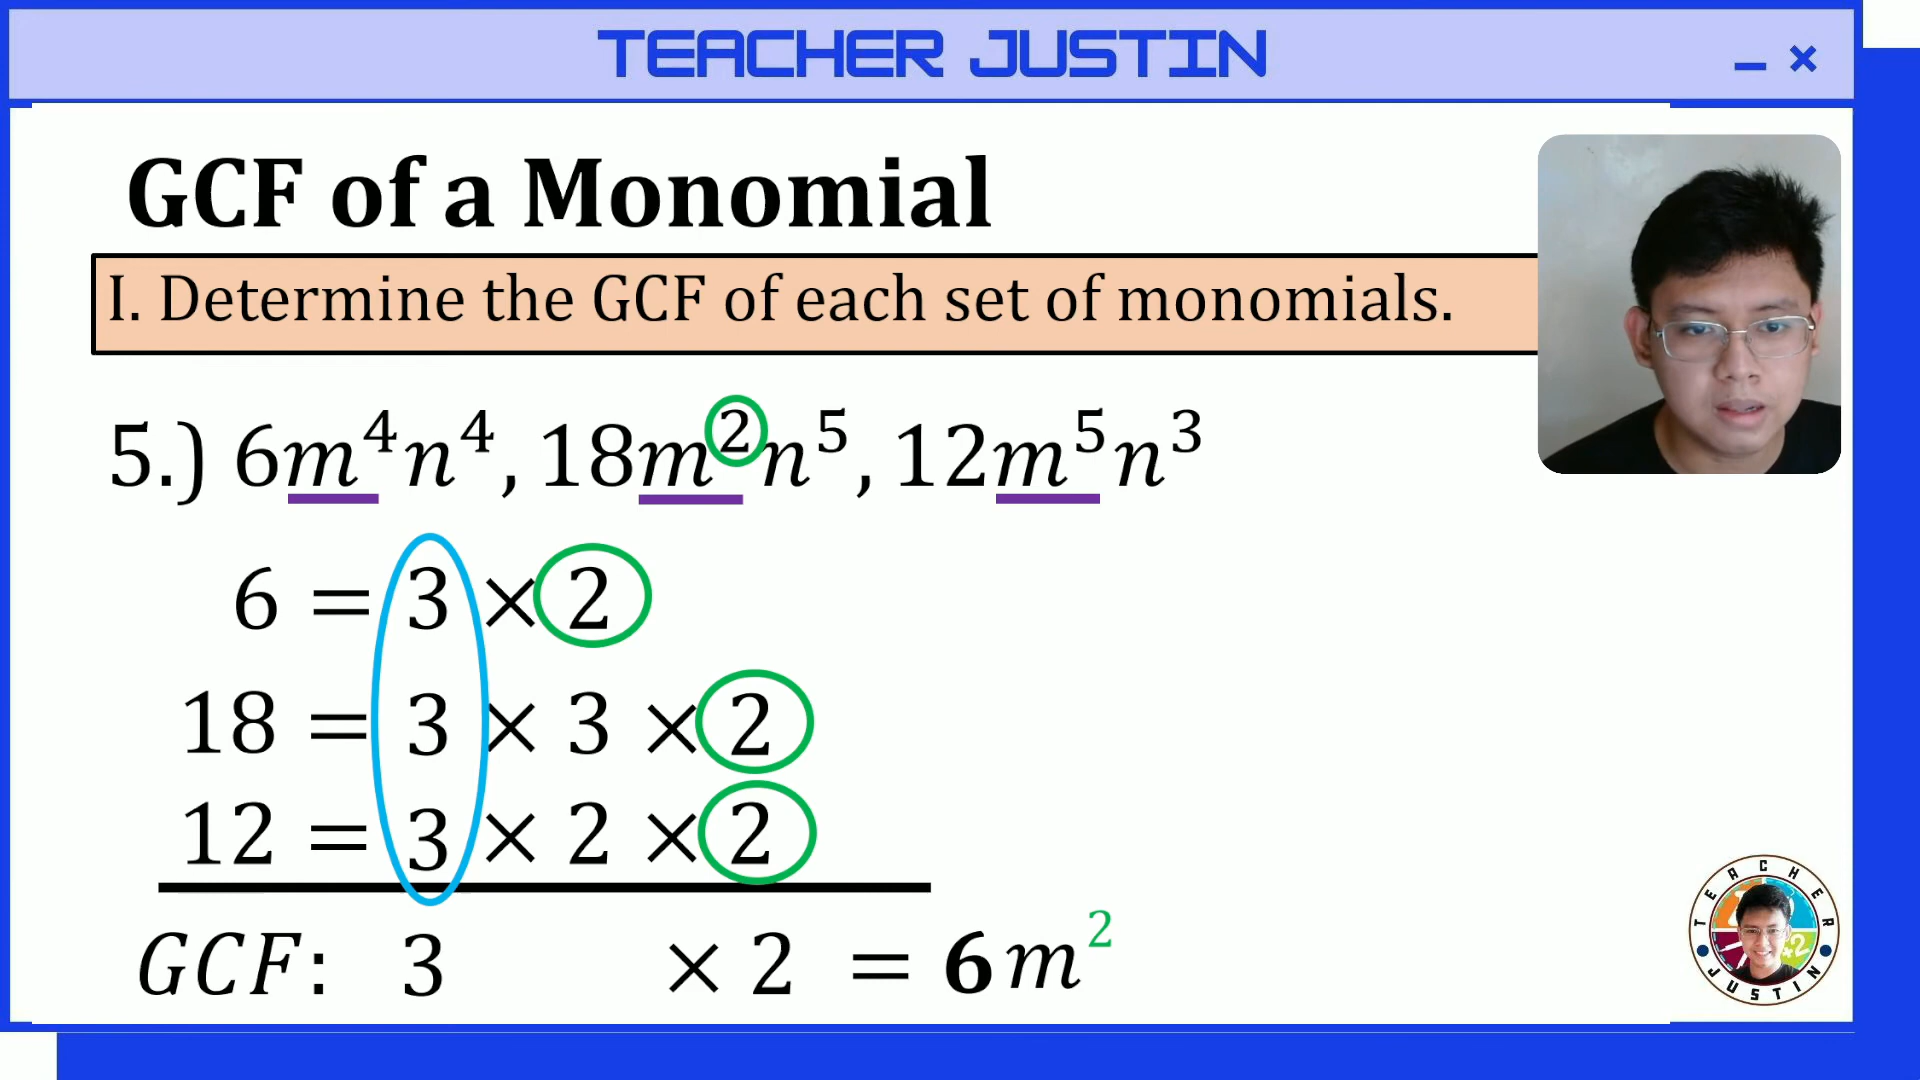 TEACHER JUSTIN
GCF of a Monomial
I. Determine the GCF of each set of monomials.
5.) 6m⁴n⁴, 18m²n⁵, 12m⁵n³
6 = 3 × 2
18 = 3 × 3 × 2
12 = 3 × 2 × 2
GCF: 3 × 2 = 6m²
TEACHER
JUSTIN